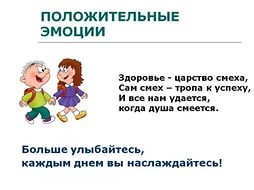 ПОЛОЖИТЕЛЬНЫЕ
ЭМОЦИИ
Здоровье - царство смеха,
Сам смех – тропа к успеху,
И все нам удается,
когда душа смеется.
Больше улыбайтесь,
каждым днем вы наслаждайтесь!